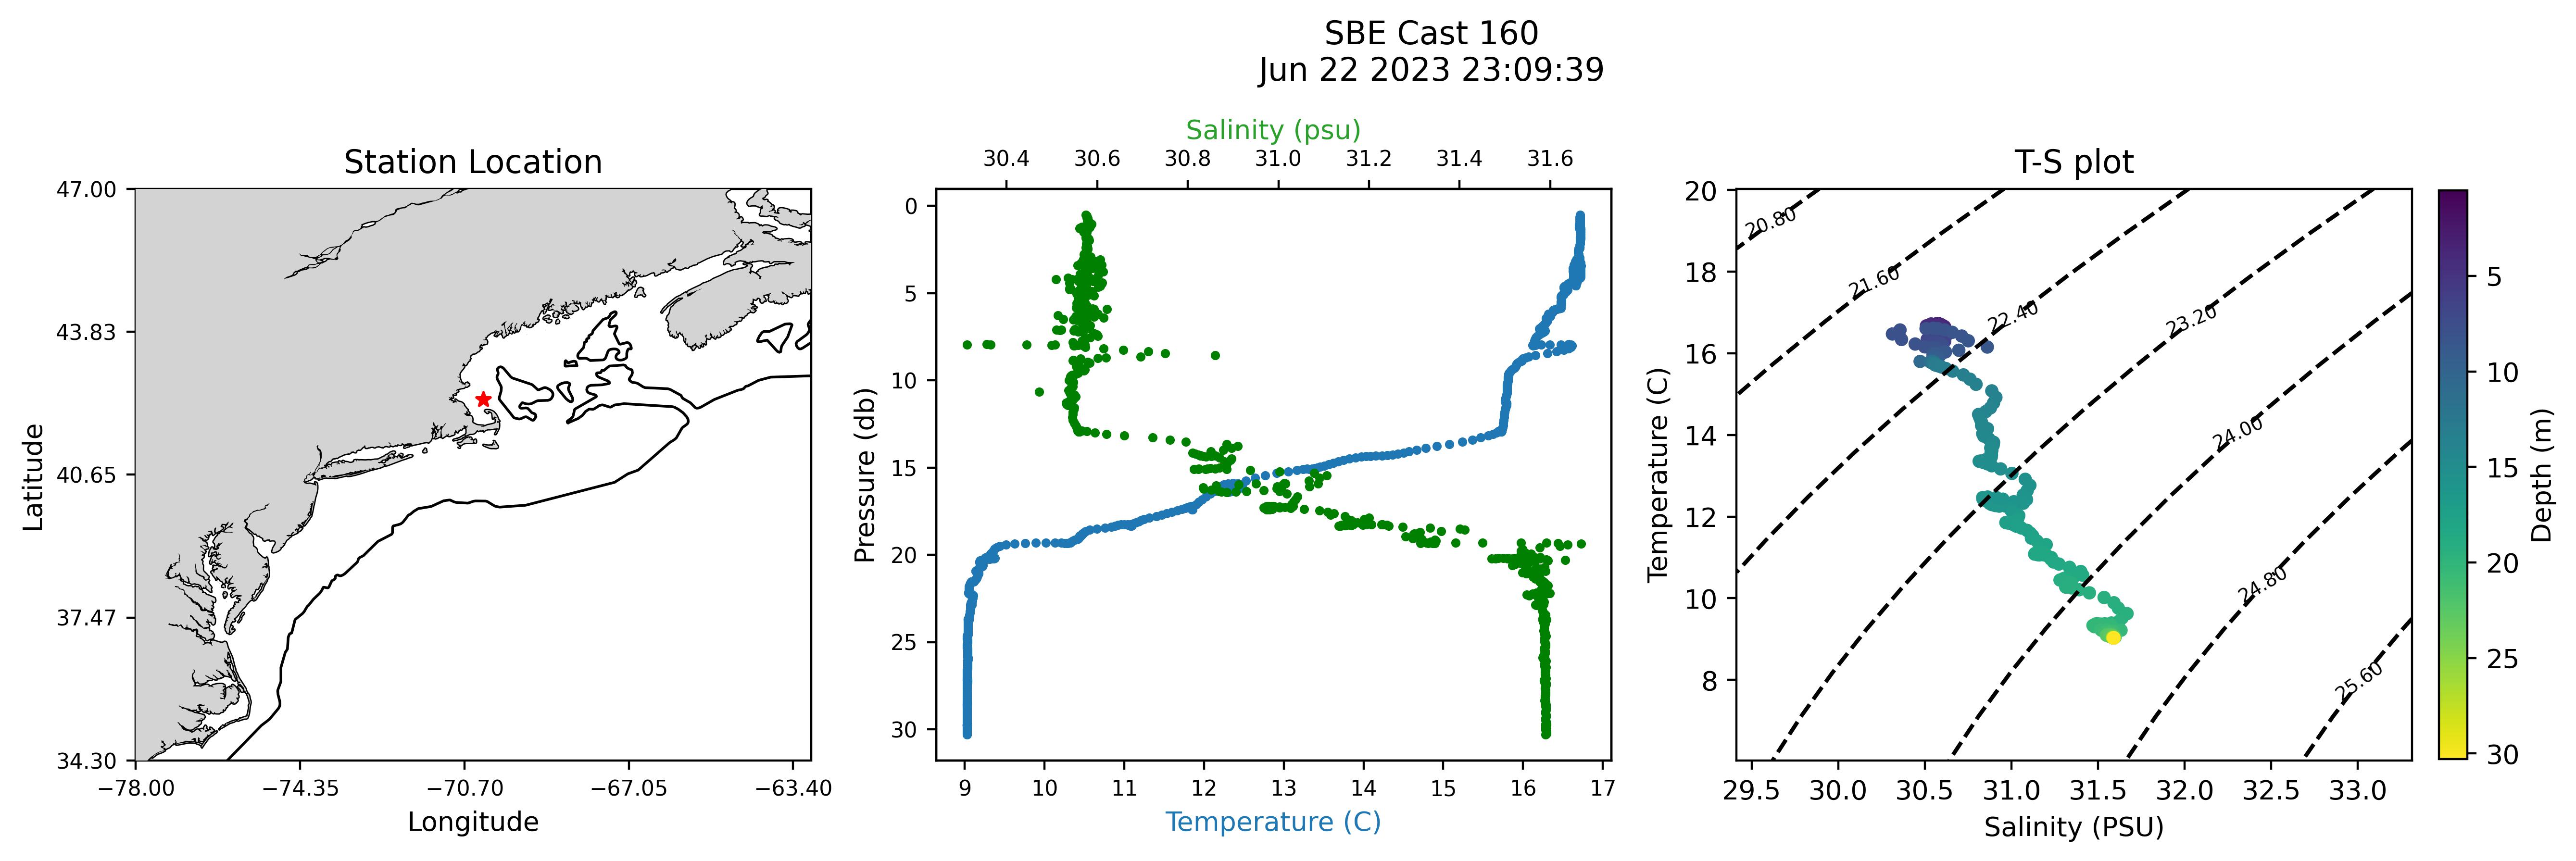 SBE Cast 160
Jun 22 2023 23:09:39
Station Location
47.00
43.83
40.65
37.47
34.30
Latitude
−78.00 −74.35 −70.70 −67.05 −63.40
Longitude
Salinity (psu)
30.4 30.6 30.8 31.0 31.2 31.4 31.6
0
5
10
15
20
25
30
Pressure (db)
9 10 11 12 13 14 15 16 17
Temperature (C)
T-S plot
20
18
16
14
12
10
8
Temperature (C)
20.80
21.60
22.40
23.20
24.00
24.80
25.60
29.5 30.0 30.5 31.0 31.5 32.0 32.5 33.0
Salinity (PSU)
5
10
15
20
25
30
Depth (m)